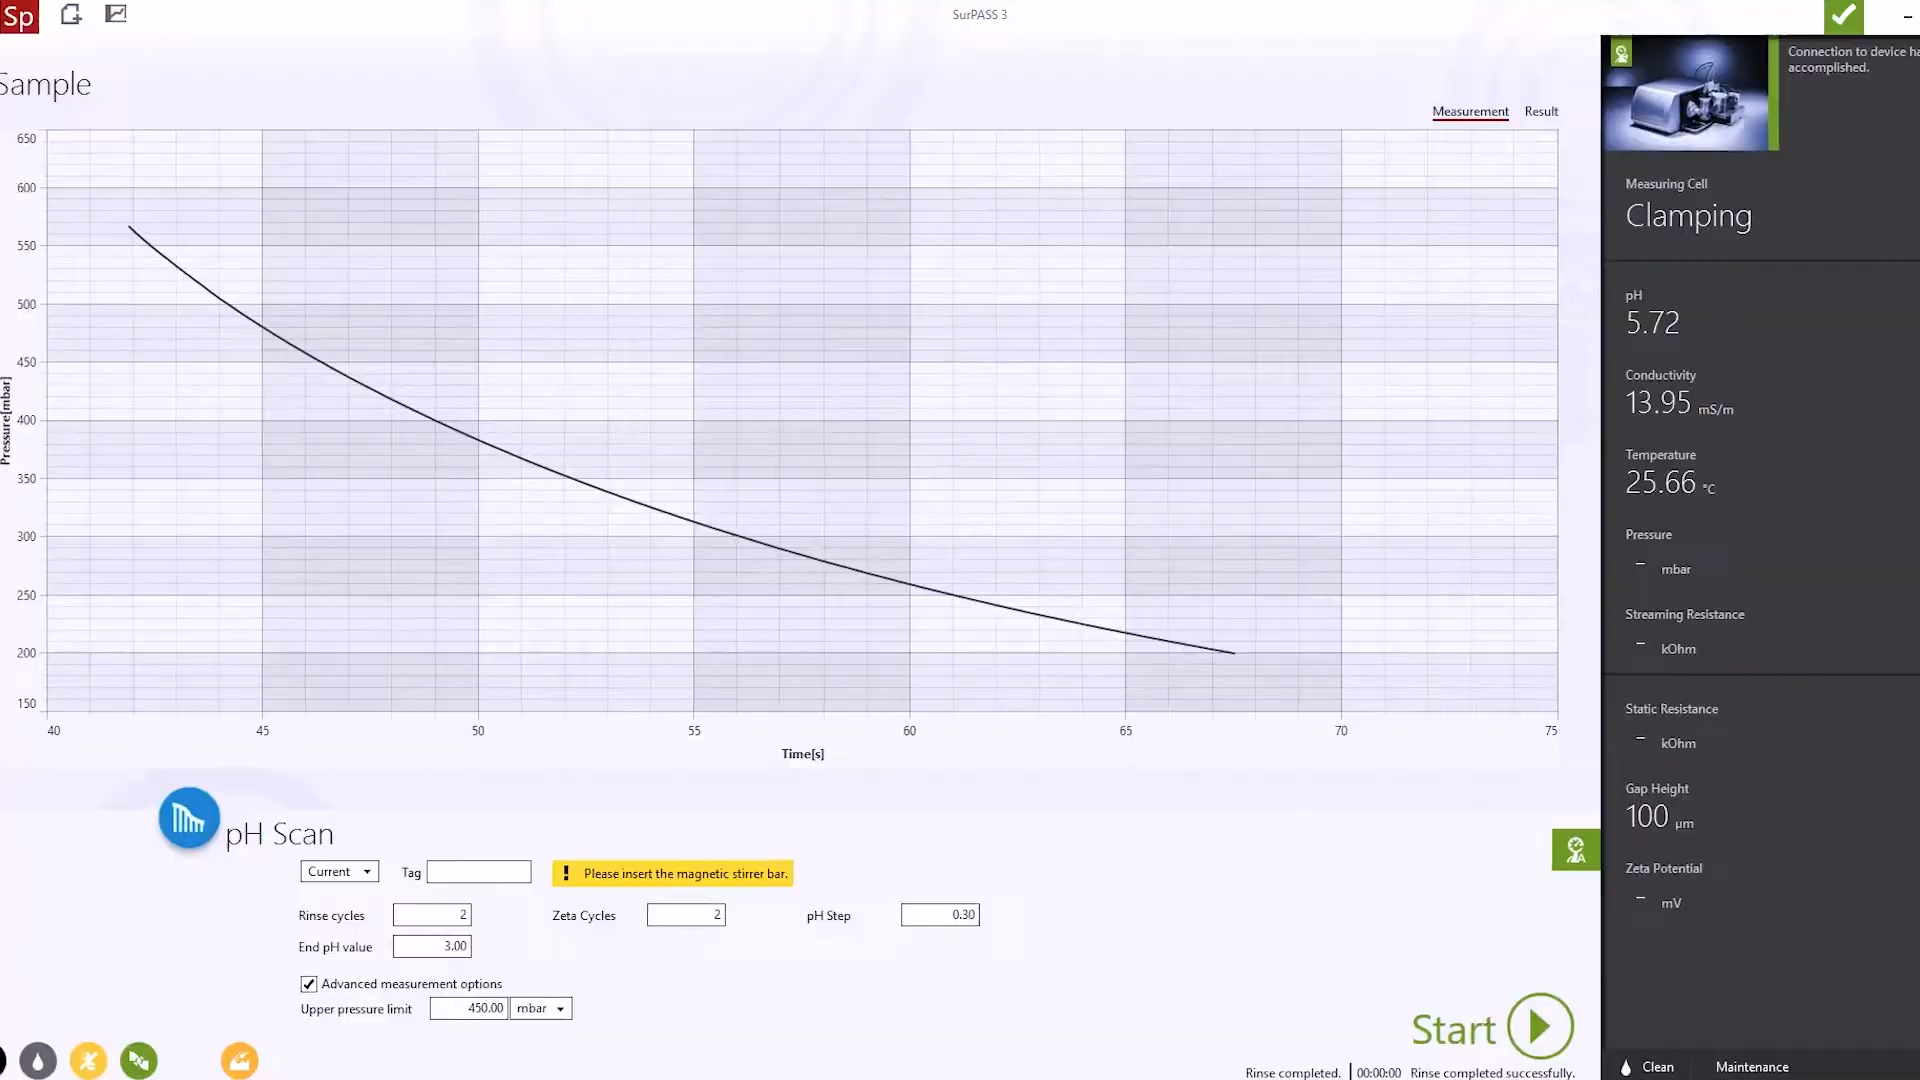 Sp
SurPASS 3
Sample
Measurement Result
650
600
550
500
450
400
350
300
250
200
150
Pressure[mbar]
40 45 50 55 60 65 70 75
Time[s]
pH Scan
Current Tag ! Please insert the magnetic stirrer bar.
Rinse cycles 2 Zeta Cycles 2 pH Step 0.30
End pH value 3.00
Advanced measurement options
Upper pressure limit 450.00 mbar
Start
Rinse completed. 00:00:00 Rinse completed successfully.
Connection to device ha
accomplished.
Measuring Cell
Clamping
pH
5.72
Conductivity
13.95 mS/m
Temperature
25.66 °C
Pressure
– mbar
Streaming Resistance
– kOhm
Static Resistance
– kOhm
Gap Height
100 µm
Zeta Potential
– mV
Clean Maintenance